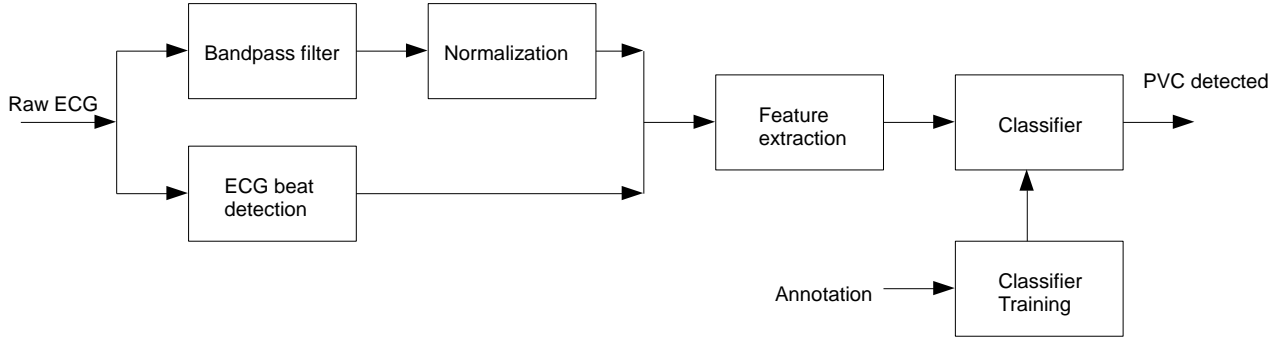 Raw ECG
Bandpass filter
Normalization
ECG beat
detection
Feature
extraction
Classifier
PVC detected
Annotation
Classifier
Training